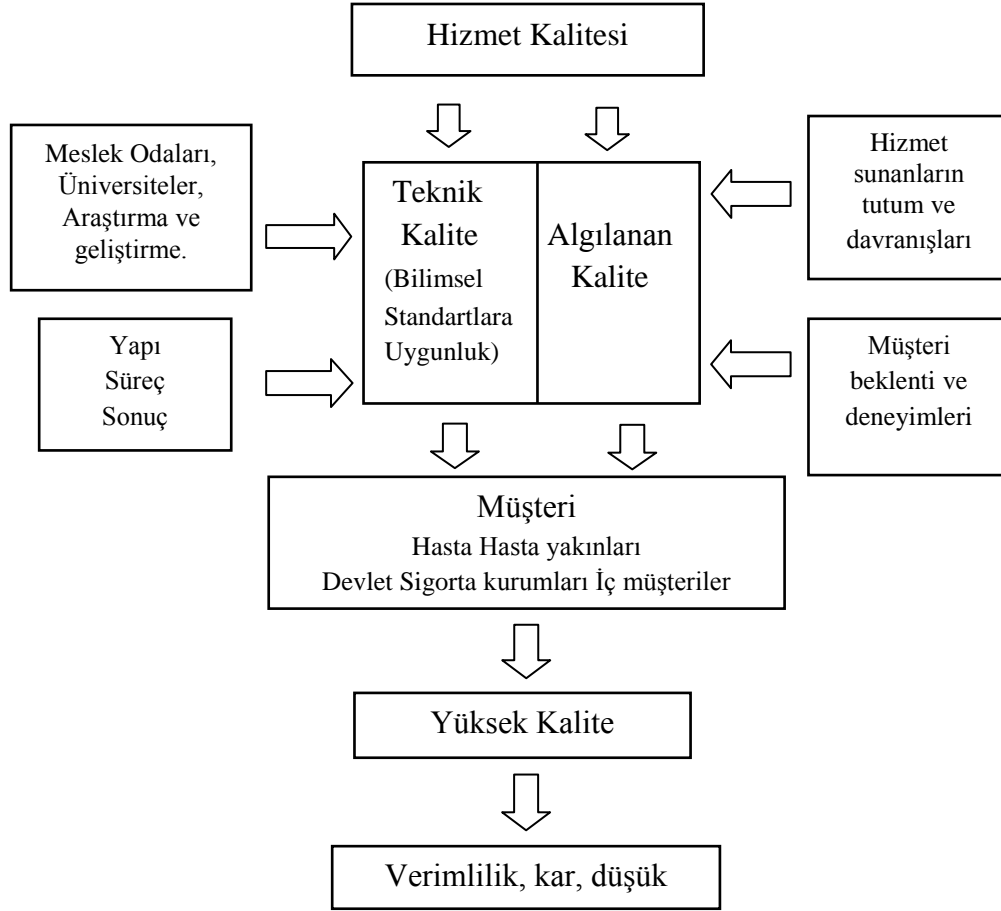 Hizmet Kalitesi
Meslek Odaları,
Üniversiteler,
Araştırma ve
geliştirme.
Teknik
Kalite
(Bilimsel
Standartlara
Uygunluk)
Algılanan
Kalite
Hizmet
sunanların
tutum ve
davranışları
Yapı
Süreç
Sonuç
Müşteri
beklenti ve
deneyimleri
Müşteri
Hasta Hasta yakınları
Devlet Sigorta kurumları İç müşteriler
Yüksek Kalite
Verimlilik, kar, düşük